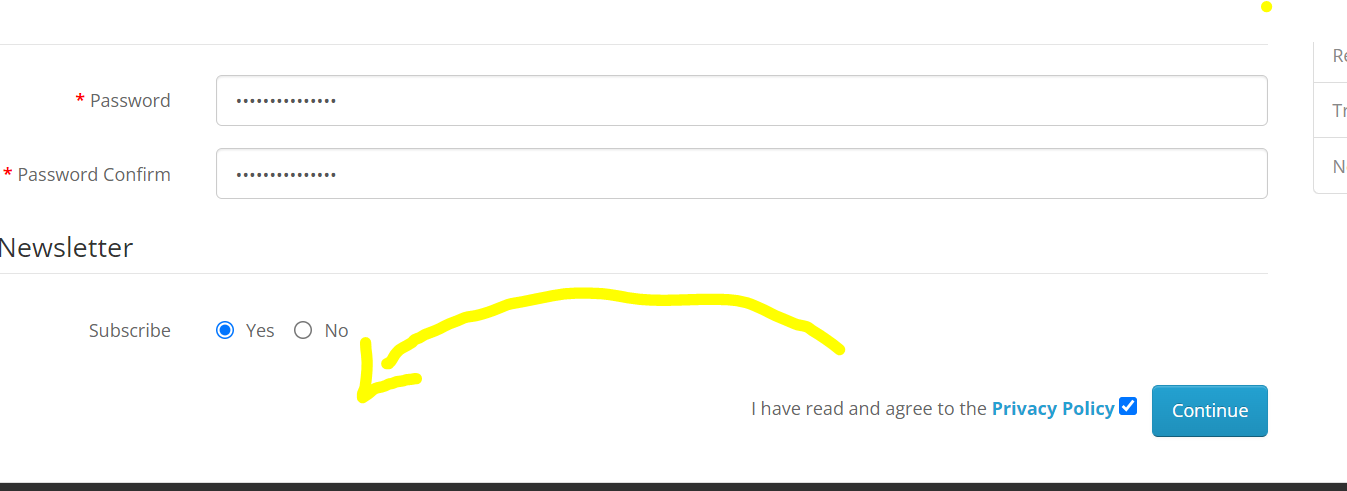 Re
* Password •••••••••••••••
Tr
* Password Confirm •••••••••••••••
N
Newsletter
Subscribe Yes No
I have read and agree to the Privacy Policy Continue